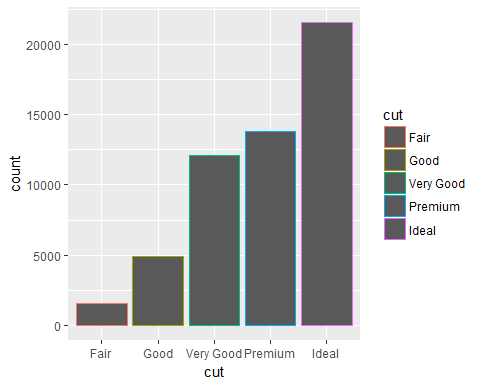 20000
15000
10000
5000
0
count
Fair Good Very Good Premium Ideal
cut
cut
Fair
Good
Very Good
Premium
Ideal